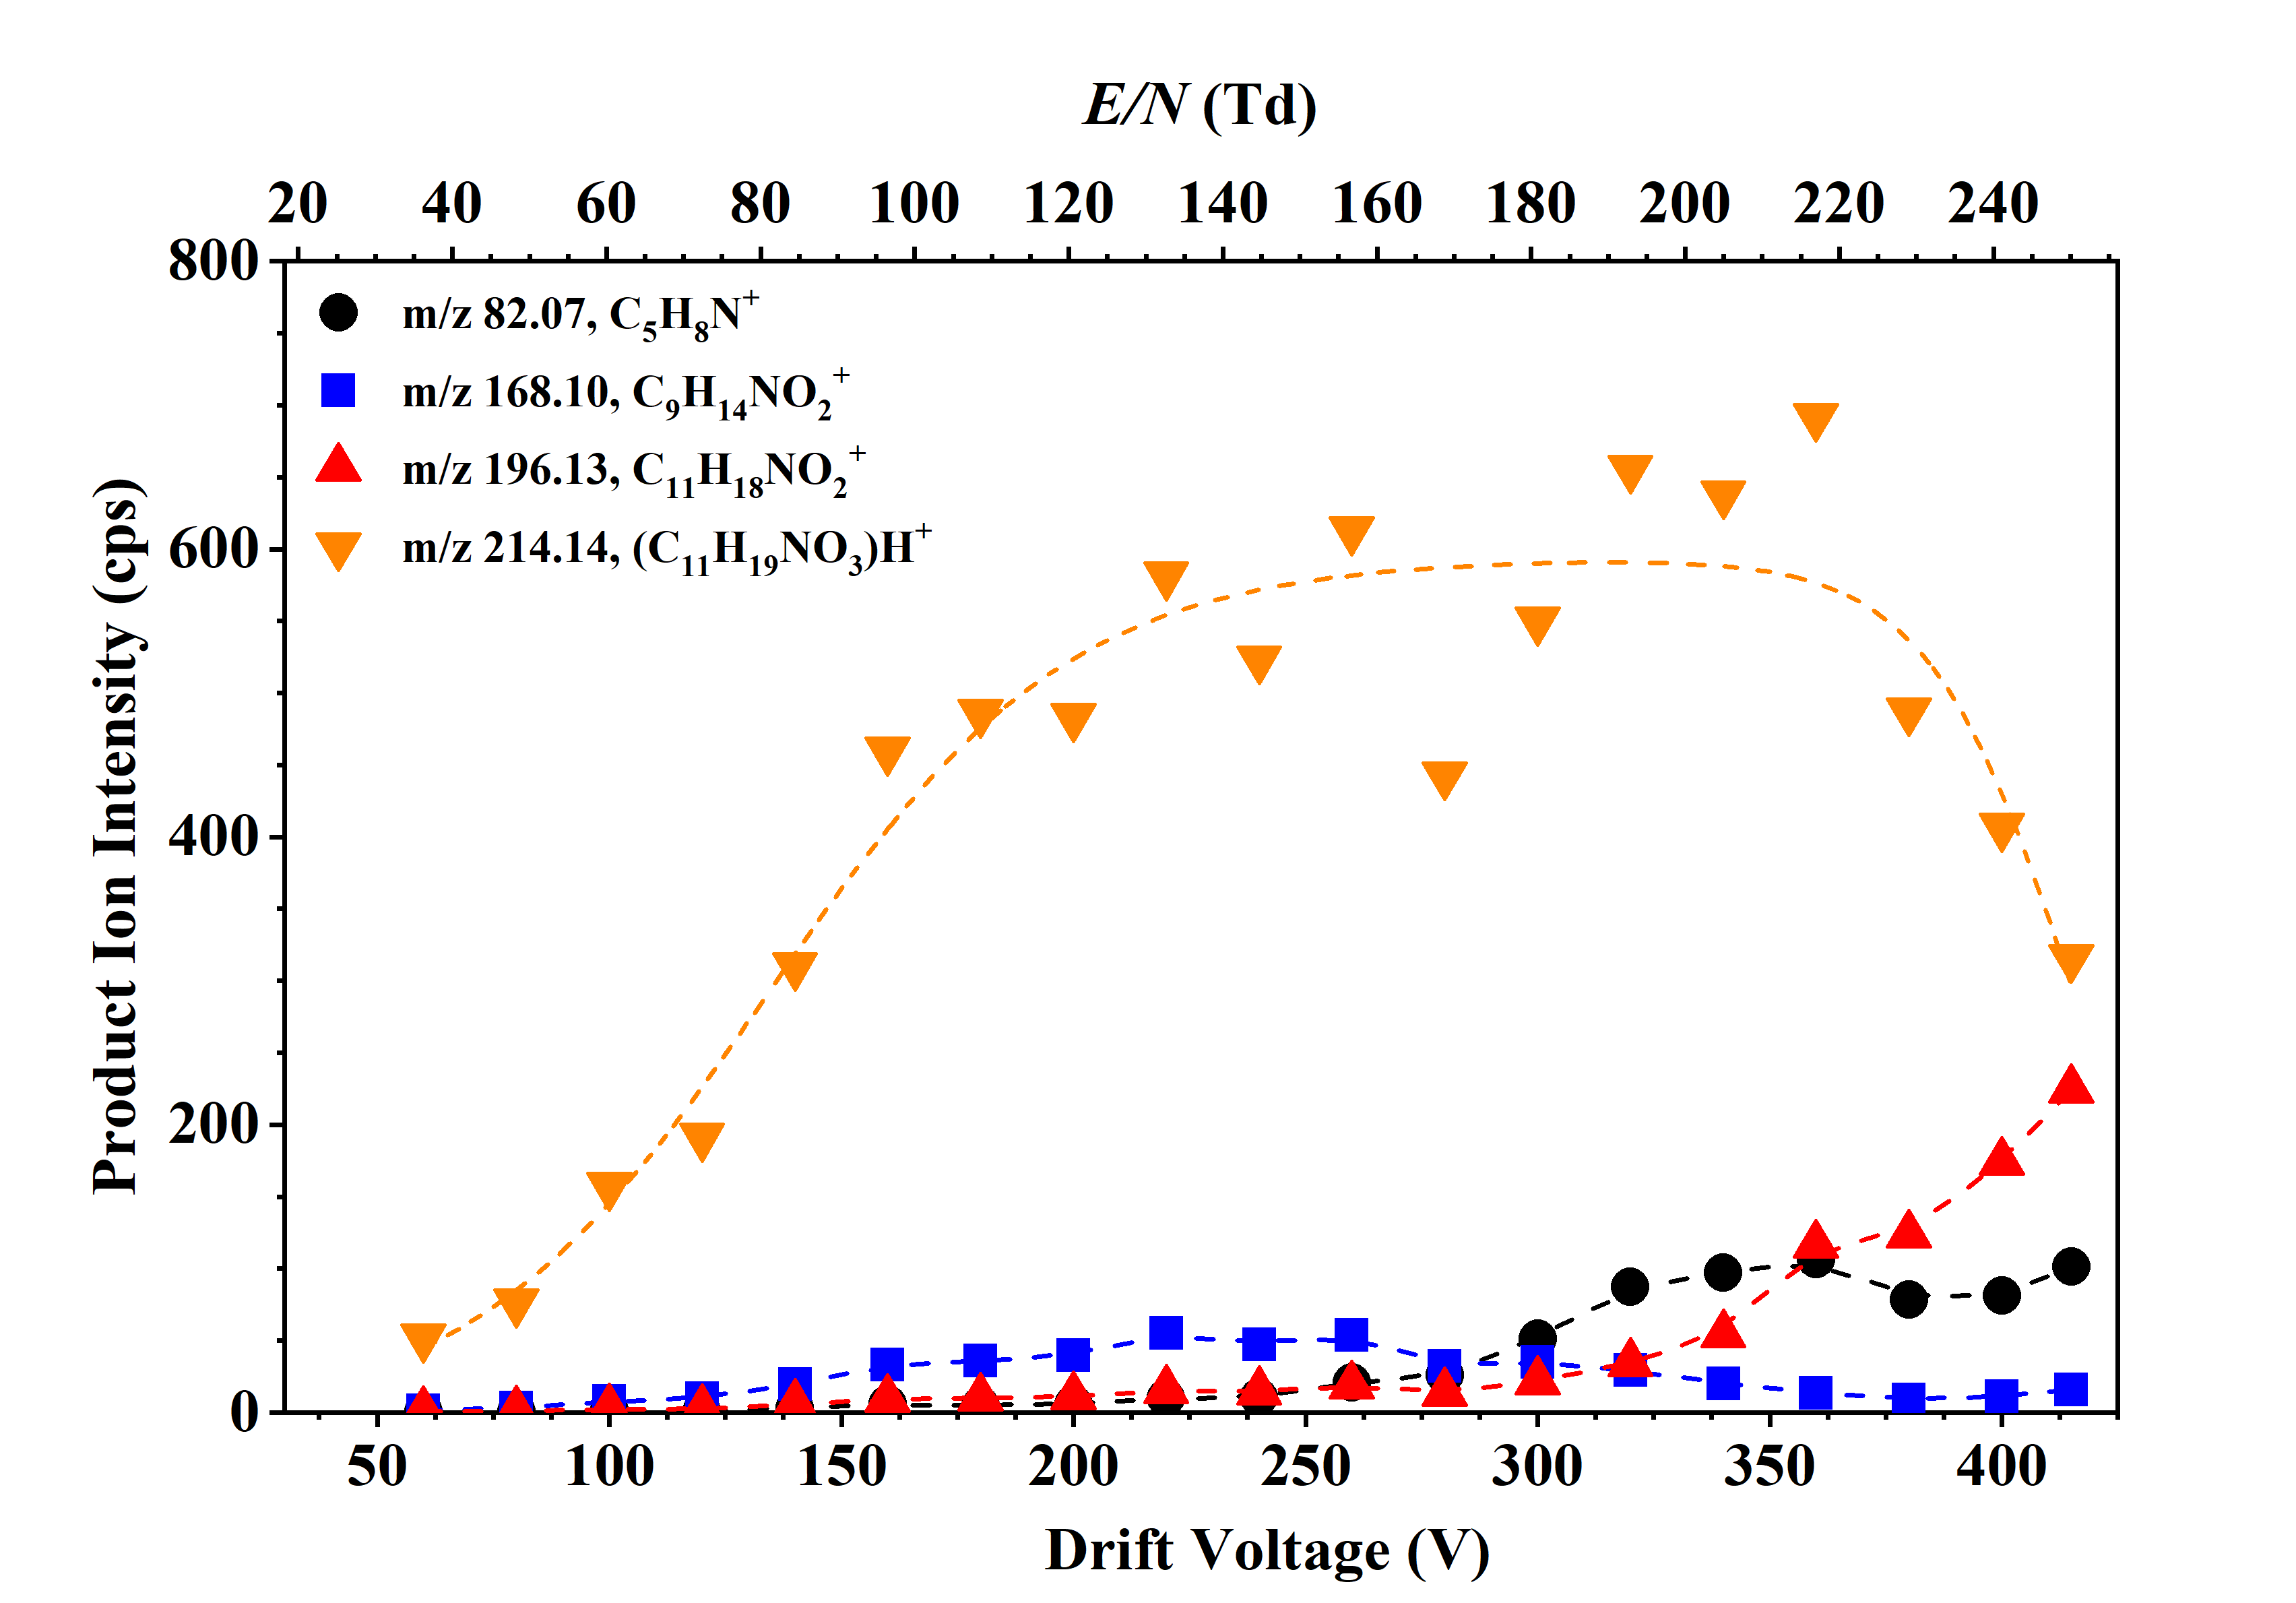 E/N (Td)
20 40 60 80 100 120 140 160 180 200 220 240
800
600
400
200
0
Product Ion Intensity (cps)
m/z 82.07, C₅H₈N⁺
m/z 168.10, C₉H₁₄NO₂⁺
m/z 196.13, C₁₁H₁₈NO₂⁺
m/z 214.14, (C₁₁H₁₉NO₃)H⁺
50 100 150 200 250 300 350 400
Drift Voltage (V)